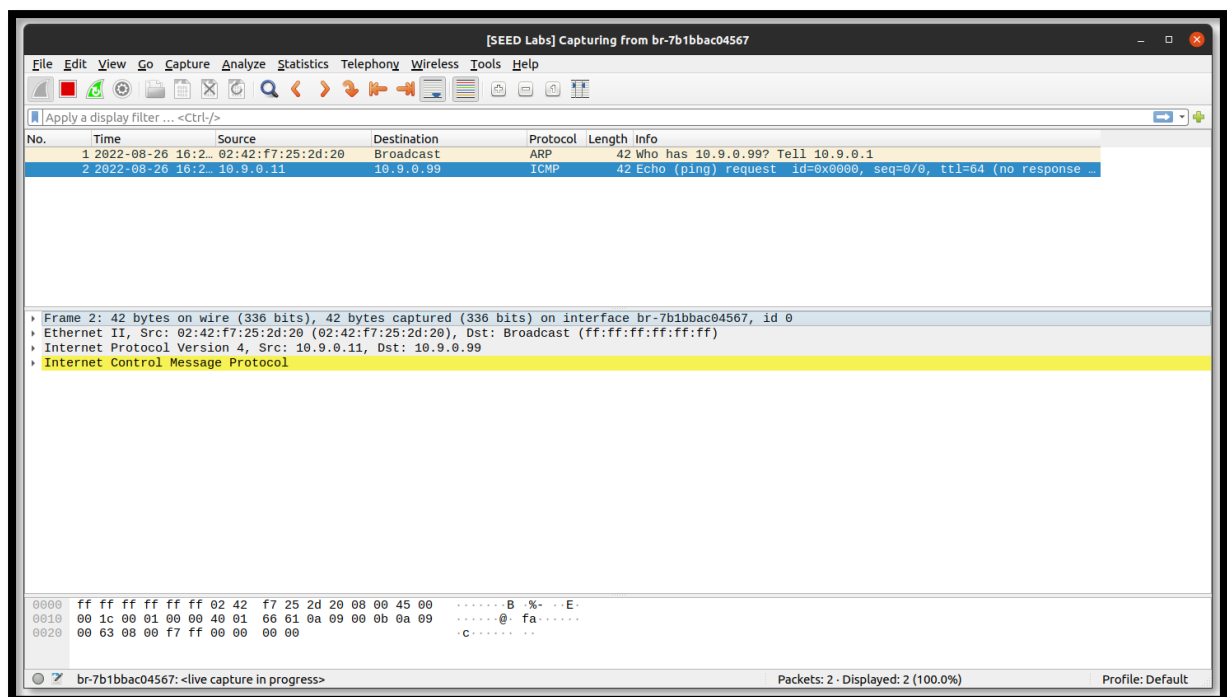 [SEED Labs] Capturing from br-7b1bbac04567
File Edit View Go Capture Analyze Statistics Telephony Wireless Tools Help
Apply a display filter … <Ctrl-/>
No. Time Source Destination Protocol Length Info
1 2022-08-26 16:2… 02:42:f7:25:2d:20 Broadcast ARP 42 Who has 10.9.0.99? Tell 10.9.0.1
2 2022-08-26 16:2… 10.9.0.11 10.9.0.99 ICMP 42 Echo (ping) request id=0x0000, seq=0/0, ttl=64 (no response …
Frame 2: 42 bytes on wire (336 bits), 42 bytes captured (336 bits) on interface br-7b1bbac04567, id 0
Ethernet II, Src: 02:42:f7:25:2d:20 (02:42:f7:25:2d:20), Dst: Broadcast (ff:ff:ff:ff:ff:ff)
Internet Protocol Version 4, Src: 10.9.0.11, Dst: 10.9.0.99
Internet Control Message Protocol
0000 ff ff ff ff ff ff 02 42 f7 25 2d 20 08 00 45 00 ·······B ·%- ··E·
0010 00 1c 00 01 00 00 40 01 66 61 0a 09 00 0b 0a 09 ······@· fa······
0020 00 63 08 00 f7 ff 00 00 00 00 ·c······ ··
br-7b1bbac04567: <live capture in progress> Packets: 2 · Displayed: 2 (100.0%) Profile: Default